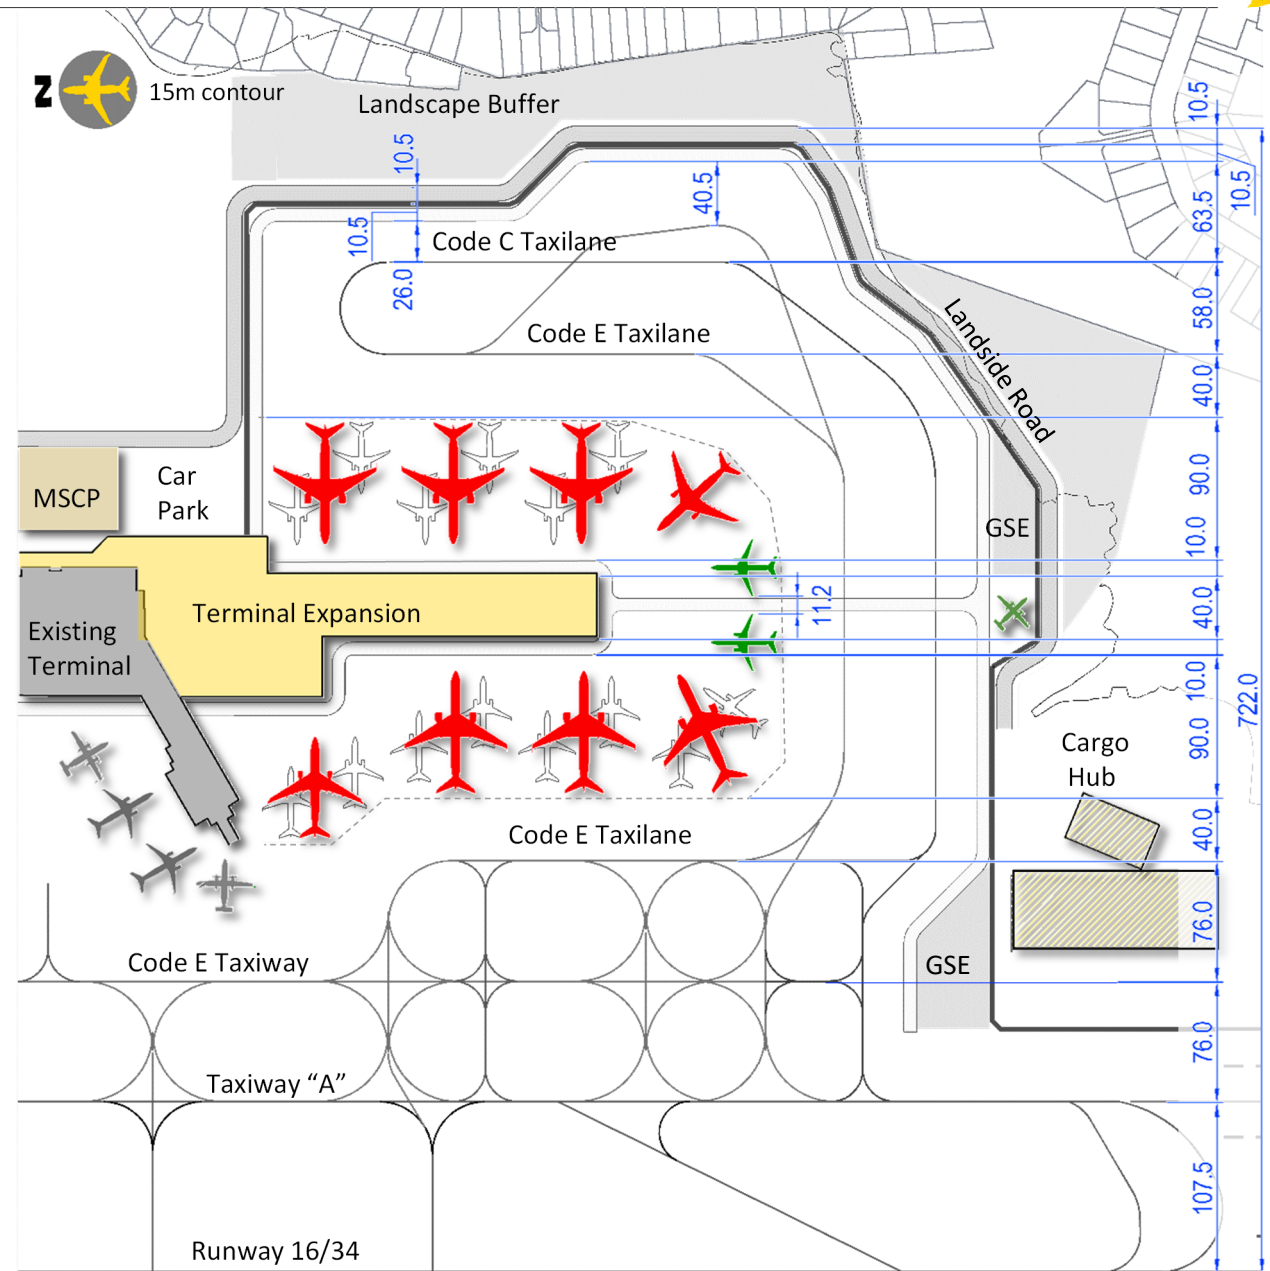 Z
15m contour
Landscape Buffer
10.5
10.5
26.0
40.5
Code C Taxilane
Code E Taxilane
Landside Road
MSCP
Car
Park
GSE
Terminal Expansion
Existing
Terminal
11.2
Cargo
Hub
Code E Taxilane
Code E Taxiway
GSE
Taxiway “A”
Runway 16/34
10.5
10.5
63.5
58.0
40.0
90.0
10.0
40.0
10.0
90.0
722.0
40.0
76.0
76.0
107.5